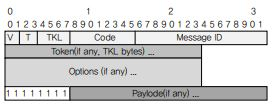 0 1 2 3
0 1 2 3 4 5 6 7 8 9 0 1 2 3 4 5 6 7 8 9 0 1 2 3 4 5 6 7 8 9 0 1
V T TKL Code Message ID
Token(if any, TKL bytes) ...
Options (if any) ...
1 1 1 1 1 1 1 1 Paylode(if any) ...